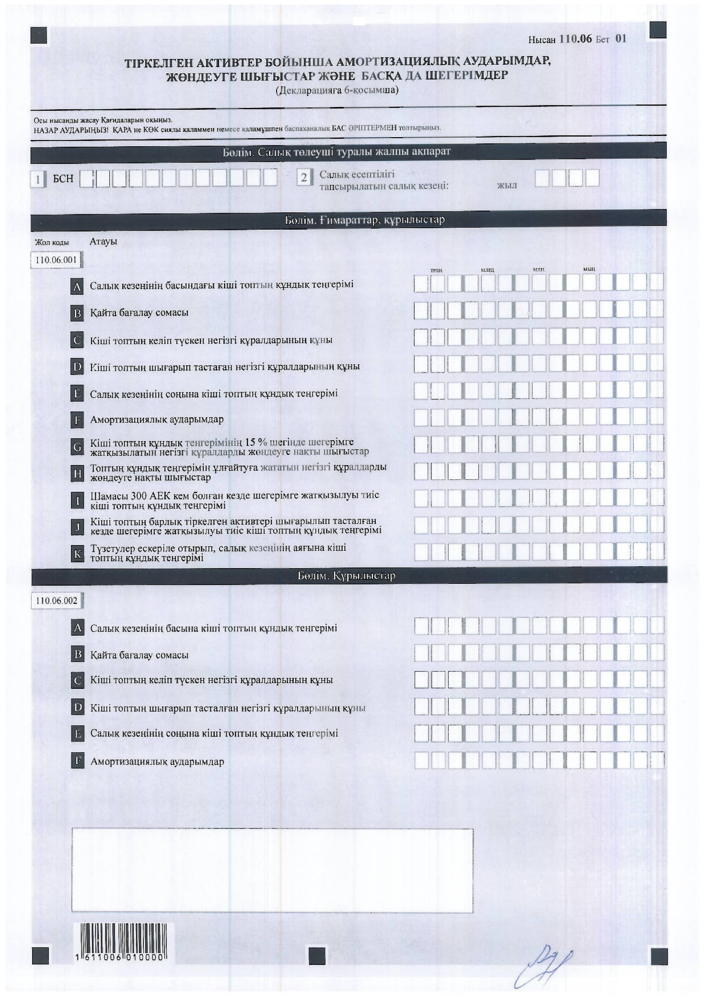 Нысан 110.06 Бет 01
ТІРКЕЛГЕН АКТИВТЕР БОЙЫНША АМОРТИЗАЦИЯЛЫҚ АУДАРЫМДАР,
ЖӨНДЕУГЕ ШЫҒЫСТАР ЖӘНЕ БАСҚА ДА ШЕГЕРІМДЕР
(Декларацияға 6-қосымша)
Осы нысанды жасау Қағидаларын оқыңыз.
НАЗАР АУДАРЫҢЫЗ! ҚАРА не КӨК сиялы қаламмен немесе қаламұшпен баспаханалық БАС ӘРІПТЕРМЕН толтырыңыз.
Бөлім. Салық төлеуші туралы жалпы ақпарат
1 БСН 2 Салық есептілігі
тапсырылатын салық кезеңі: жыл
Бөлім. Ғимараттар, құрылыстар
Жол коды Атауы
110.06.001
ТРЛН. МЛРД. МЛН. МЫҢ
A Салық кезеңінің басындағы кіші топтың құндық теңгерімі
B Қайта бағалау сомасы
C Кіші топтың келіп түскен негізгі құралдарының құны
D Кіші топтың шығарып тастаған негізгі құралдарының құны
E Салық кезеңінің соңына кіші топтың құндық теңгерімі
F Амортизациялық аударымдар
G Кіші топтың құндық теңгерімінің 15 % шегінде шегерімге
жатқызылатын негізгі құралдарды жөндеуге нақты шығыстар
H Топтың құндық теңгерімін ұлғайтуға жататын негізгі құралдарды
жөндеуге нақты шығыстар
I Шамасы 300 АЕК кем болған кезде шегерімге жатқызылуы тиіс
кіші топтың құндық теңгерімі
J Кіші топтың барлық тіркелген активтері шығарылып тасталған
кезде шегерімге жатқызылуы тиіс кіші топтың құндық теңгерімі
K Түзетулер ескеріле отырып, салық кезеңінің аяғына кіші
топтың құндық теңгерімі
Бөлім. Құрылыстар
110.06.002
A Салық кезеңінің басына кіші топтың құндық теңгерімі
B Қайта бағалау сомасы
C Кіші топтың келіп түскен негізгі құралдарының құны
D Кіші топтың шығарып тасталған негізгі құралдарының құны
E Салық кезеңінің соңына кіші топтың құндық теңгерімі
F Амортизациялық аударымдар
1 611006 010000